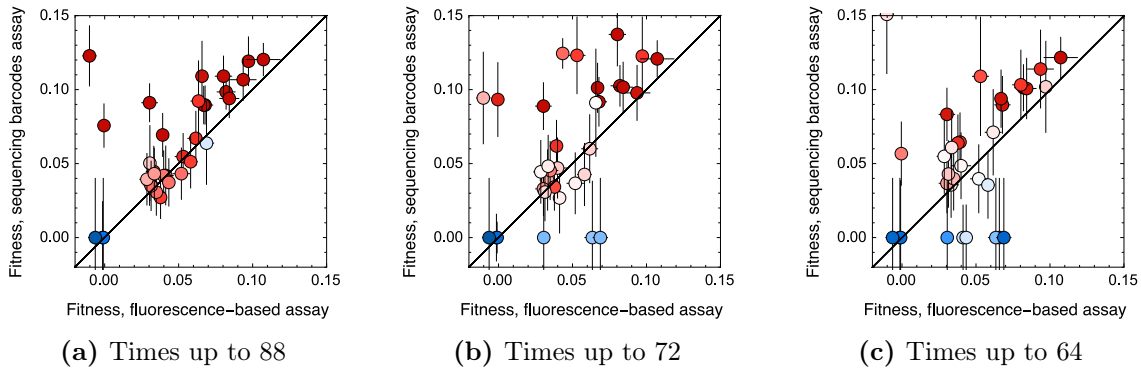 Fitness, sequencing barcodes assay
0.15
0.10
0.05
0.00
0.00 0.05 0.10 0.15
Fitness, fluorescence-based assay
(a) Times up to 88
Fitness, sequencing barcodes assay
0.15
0.10
0.05
0.00
0.00 0.05 0.10 0.15
Fitness, fluorescence-based assay
(b) Times up to 72
Fitness, sequencing barcodes assay
0.15
0.10
0.05
0.00
0.00 0.05 0.10 0.15
Fitness, fluorescence-based assay
(c) Times up to 64